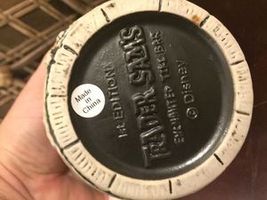 Made
in
China
1st EDITION
TRADER SAM'S
ENCHANTED TIKI BAR
© Disney